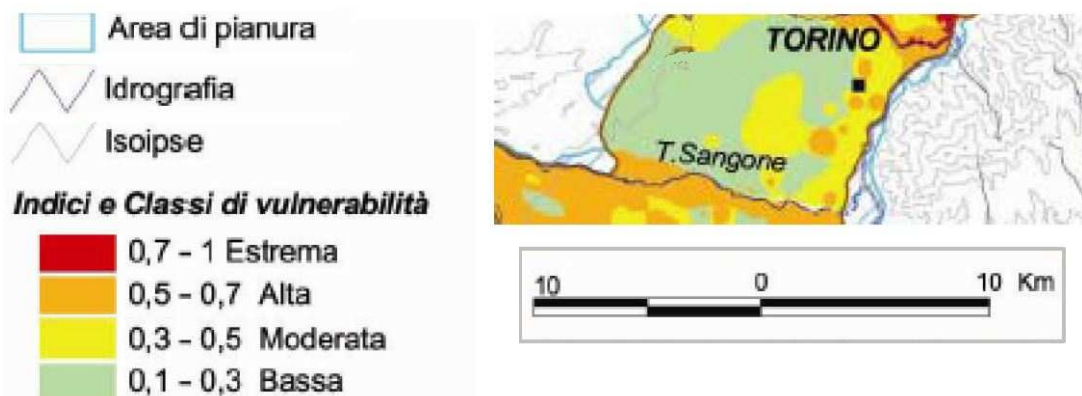 Area di pianura
Idrografia
Isoipse
Indici e Classi di vulnerabilità
0,7 – 1 Estrema
0,5 – 0,7 Alta
0,3 – 0,5 Moderata
0,1 – 0,3 Bassa
TORINO
T.Sangone
10 0 10 Km